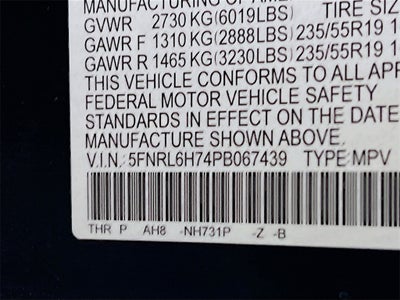 MANUFACTURING OF AMERI
GVWR 2730 KG(6019LBS) TIRE SIZE
GAWR F 1310 KG(2888LBS) 235/55R19
GAWR R 1465 KG(3230LBS) 235/55R19
THIS VEHICLE CONFORMS TO ALL APP
FEDERAL MOTOR VEHICLE SAFETY
STANDARDS IN EFFECT ON THE DATE
MANUFACTURE SHOWN ABOVE.
V.I.N.: 5FNRL6H74PB067439 TYPE: MPV
THR P AH8 -NH731P -Z -B